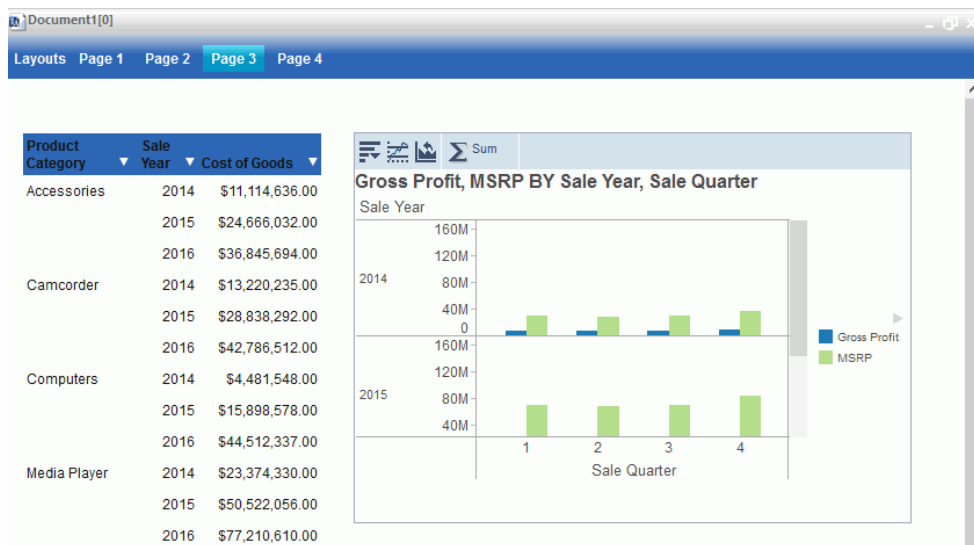 Document1[0]
Layouts Page 1 Page 2 Page 3 Page 4
Product Category Sale Year Cost of Goods
Accessories 2014 $11,114,636.00
2015 $24,666,032.00
2016 $36,845,694.00
Camcorder 2014 $13,220,235.00
2015 $28,838,292.00
2016 $42,786,512.00
Computers 2014 $4,481,548.00
2015 $15,898,578.00
2016 $44,512,337.00
Media Player 2014 $23,374,330.00
2015 $50,522,056.00
2016 $77,210,610.00
Sum
Gross Profit, MSRP BY Sale Year, Sale Quarter
Sale Year
160M
120M
2014
80M
40M
0
160M
120M
2015
80M
40M
1 2 3 4
Sale Quarter
Gross Profit
MSRP